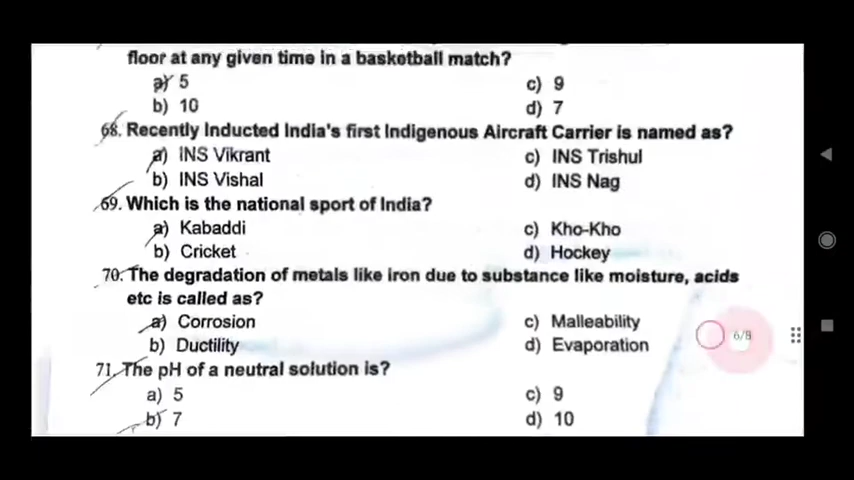 floor at any given time in a basketball match?
a) 5 c) 9
b) 10 d) 7
68. Recently Inducted India's first Indigenous Aircraft Carrier is named as?
a) INS Vikrant c) INS Trishul
b) INS Vishal d) INS Nag
69. Which is the national sport of India?
a) Kabaddi c) Kho-Kho
b) Cricket d) Hockey
70. The degradation of metals like iron due to substance like moisture, acids
etc is called as?
a) Corrosion c) Malleability
b) Ductility d) Evaporation
6/8
71. The pH of a neutral solution is?
a) 5 c) 9
b) 7 d) 10